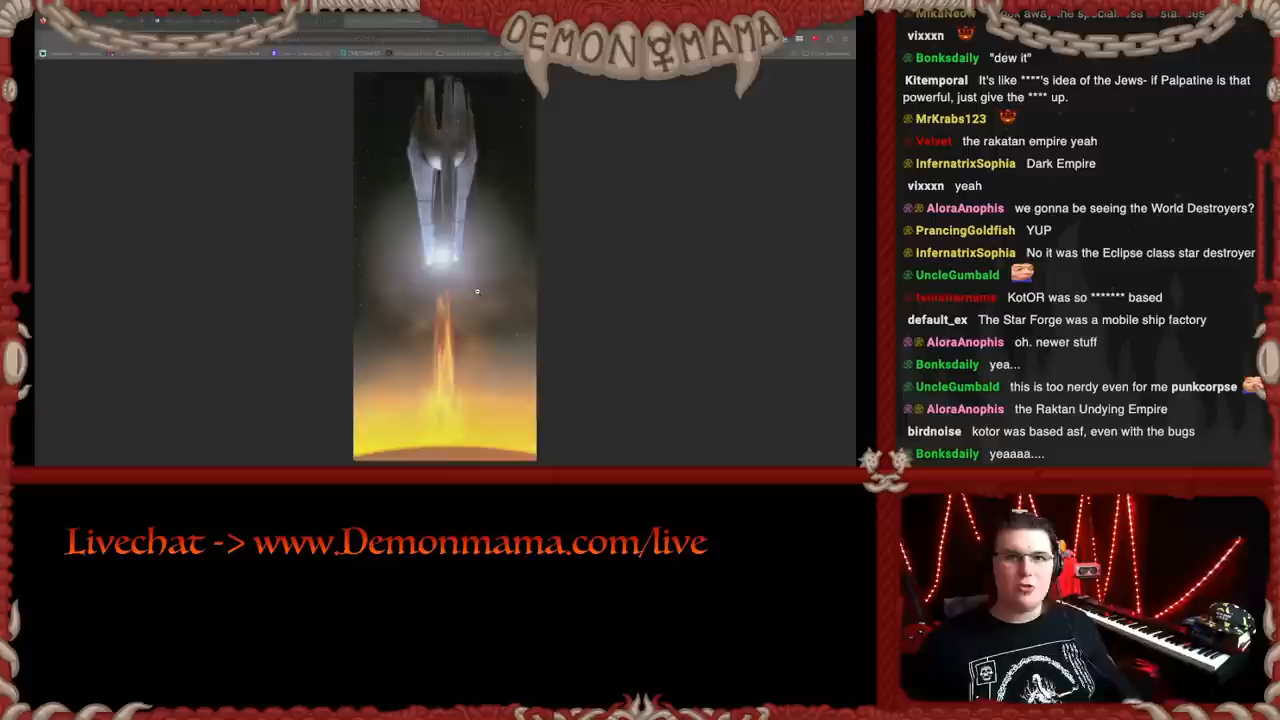 DEMON MAMA
vixxxn
Bonksdaily "dew it"
Kitemporal It's like ****'s idea of the Jews- if Palpatine is that
powerful, just give the **** up.
MrKrabs123
Velvet the rakatan empire yeah
InfernatrixSophia Dark Empire
vixxxn yeah
AloraAnophis we gonna be seeing the World Destroyers?
PrancingGoldfish YUP
InfernatrixSophia No it was the Eclipse class star destroyer
UncleGumbald
KotOR was so ******* based
default_ex The Star Forge was a mobile ship factory
AloraAnophis oh. newer stuff
Bonksdaily yea...
UncleGumbald this is too nerdy even for me punkcorpse
AloraAnophis the Raktan Undying Empire
birdnoise kotor was based asf, even with the bugs
Bonksdaily yeaaaa....
Livechat -> www.Demonmama.com/live